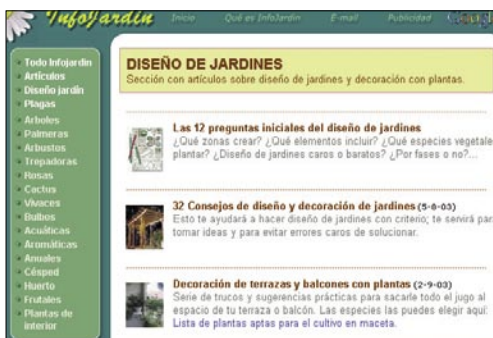 InfoJardín
Inicio Qué es InfoJardín E-mail Publicidad
Todo Infojardin
Artículos
Diseño jardín
Plagas
Arboles
Palmeras
Arbustos
Trepadoras
Rosas
Cactus
Vivaces
Bulbos
Acuáticas
Aromáticas
Anuales
Césped
Huerto
Frutales
Plantas de
interior
DISEÑO DE JARDINES
Sección con artículos sobre diseño de jardines y decoración con plantas.
Las 12 preguntas iniciales del diseño de jardines
¿Qué zonas crear? ¿Qué elementos incluir? ¿Qué especies vegetale
plantar? ¿Diseño de jardines caros o baratos? ¿Por fases o no?...
32 Consejos de diseño y decoración de jardines (5-6-03)
Esto te ayudará a hacer diseño de jardines con criterio; te servirá par
tomar ideas y para evitar errores caros de solucionar.
Decoración de terrazas y balcones con plantas (2-9-03)
Serie de trucos y sugerencias prácticas para sacarle todo el jugo al
espacio de tu terraza o balcón. Las especies las puedes elegir aquí:
Lista de plantas aptas para el cultivo en maceta.